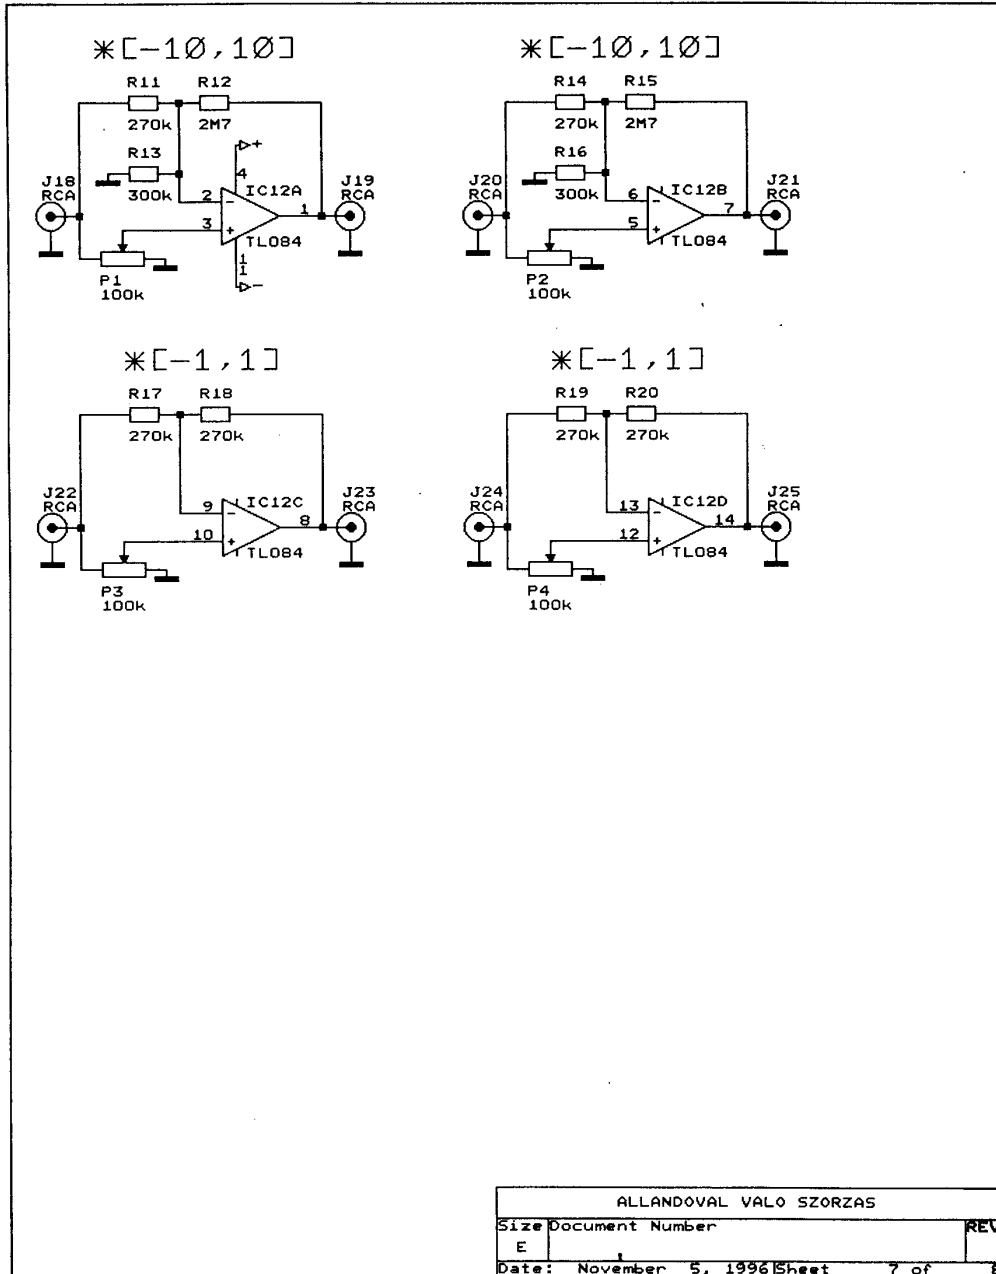 *[-10,10] *[-10,10]
R11 R12 R14 R15
270k 2M7 270k 2M7
R13 R16
300k 300k
J18 RCA J19 RCA J20 RCA J21 RCA
4 2 3 1 11 + -
IC12A
TL084
6 5 7
IC12B
TL084
P1 P2
100k 100k
*[-1,1] *[-1,1]
R17 R18 R19 R20
270k 270k 270k 270k
J22 RCA J23 RCA J24 RCA J25 RCA
9 10 8
IC12C
TL084
13 12 14
IC12D
TL084
P3 P4
100k 100k
ALLANDOVAL VALO SZORZAS
Size Document Number REV
E
Date: November 5, 1996 Sheet 7 of